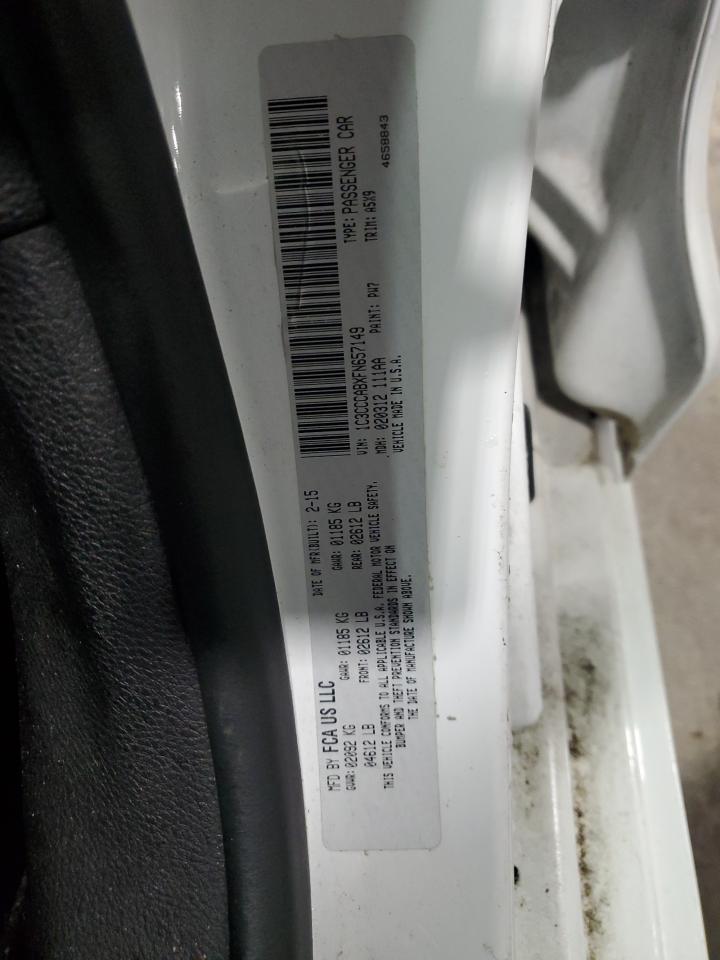 MFD BY FCA US LLC
DATE OF MFR(BUILT): 2-15
GVWR: 02092 KG
GAWR: 01185 KG
GAWR: 01185 KG
04612 LB
FRONT: 02612 LB
REAR: 02612 LB
THIS VEHICLE CONFORMS TO ALL APPLICABLE U.S.A. FEDERAL MOTOR VEHICLE SAFETY,
BUMPER AND THEFT PREVENTION STANDARDS IN EFFECT ON
THE DATE OF MANUFACTURE SHOWN ABOVE.
VIN: 1C3CCCABXFN657149
TYPE: PASSENGER CAR
MDH: 020312 111AA
PAINT: PW7
TRIM: A5X9
VEHICLE MADE IN U.S.A.
4658843